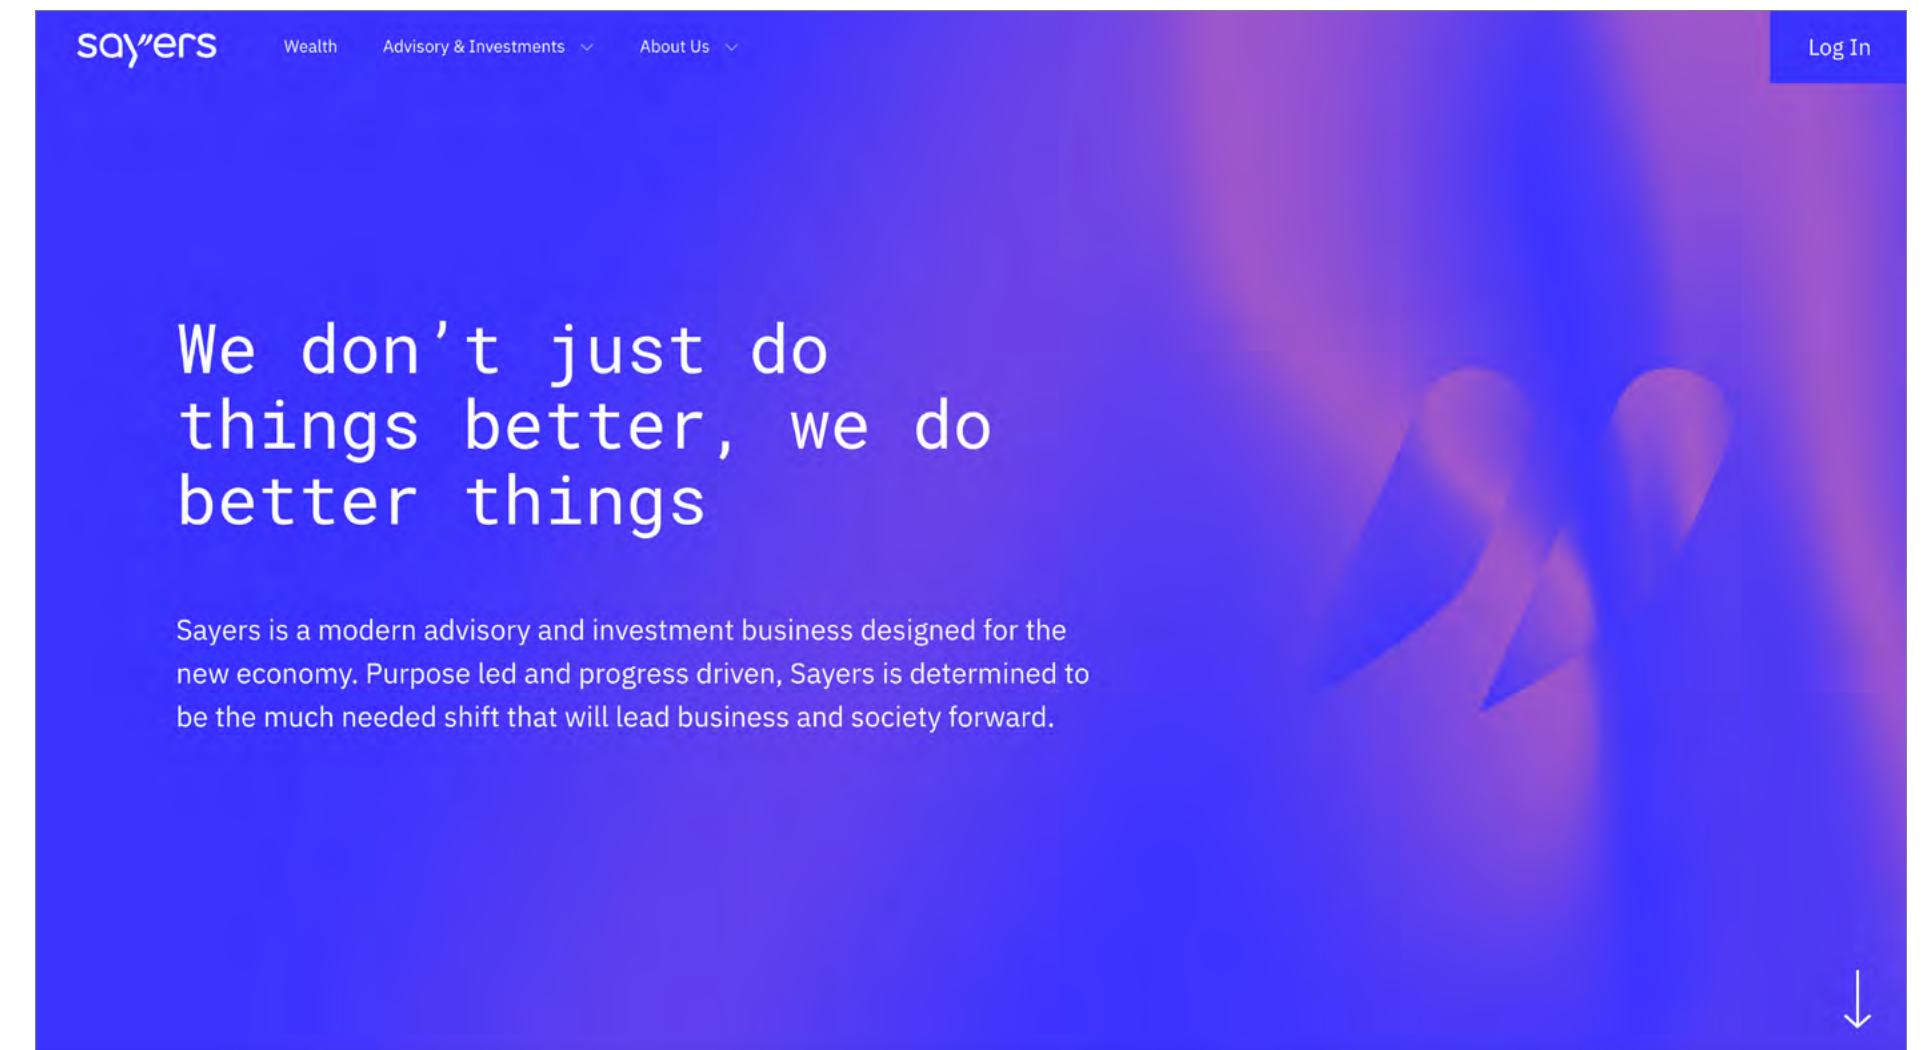 sayers
Wealth
Advisory & Investments
About Us
Log In
We don’t just do
things better, we do
better things
Sayers is a modern advisory and investment business designed for the
new economy. Purpose led and progress driven, Sayers is determined to
be the much needed shift that will lead business and society forward.